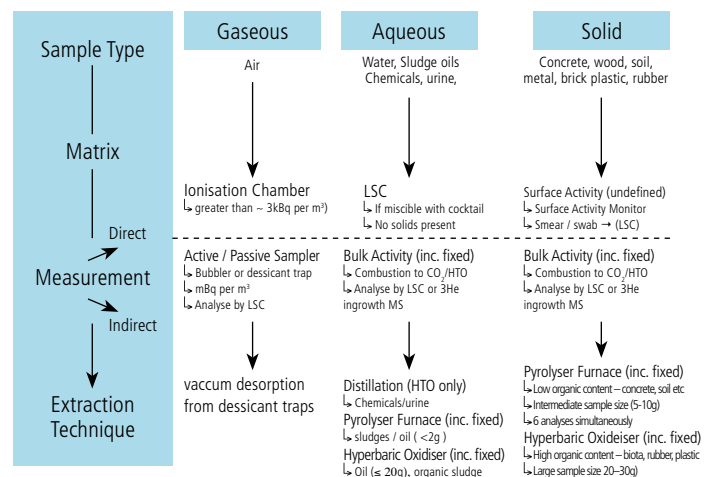 Sample Type
Matrix
Direct
Measurement
Indirect
Extraction
Technique
Gaseous
Air
Ionisation Chamber
↳ greater than ~ 3kBq per m³)
Active / Passive Sampler
↳ Bubbler or dessicant trap
↳ mBq per m³
↳ Analyse by LSC
vaccum desorption
from dessicant traps
Aqueous
Water, Sludge oils
Chemicals, urine,
LSC
↳ If miscible with cocktail
↳ No solids present
Bulk Activity (inc. fixed)
↳ Combustion to CO₂/HTO
↳ Analyse by LSC or 3He
ingrowth MS
Distillation (HTO only)
↳ Chemicals/urine
Pyrolyser Furnace (inc. fixed)
↳ sludges / oil ( <2g )
Hyperbaric Oxidiser (inc. fixed)
↳ Oil (≤ 20g), organic sludge
Solid
Concrete, wood, soil,
metal, brick plastic, rubber
Surface Activity (undefined)
↳ Surface Activity Monitor
↳ Smear / swab → (LSC)
Bulk Activity (inc. fixed)
↳ Combustion to CO₂/HTO
↳ Analyse by LSC or 3He
ingrowth MS
Pyrolyser Furnace (inc. fixed)
↳ Low organic content – concrete, soil etc
↳ Intermediate sample size (5-10g)
↳ 6 analyses simultaneously
Hyperbaric Oxideiser (inc. fixed)
↳ High organic content – biota, rubber, plastic
↳ Large sample size 20–30g)